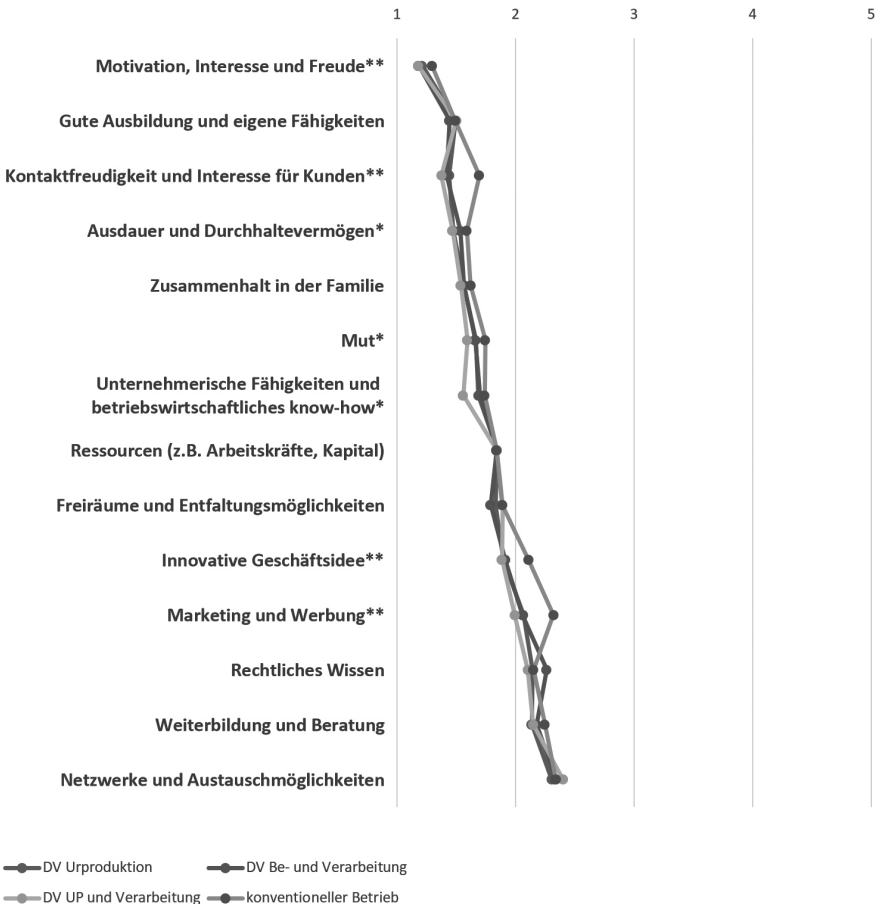 1 2 3 4 5
Motivation, Interesse und Freude**
Gute Ausbildung und eigene Fähigkeiten
Kontaktfreudigkeit und Interesse für Kunden**
Ausdauer und Durchhaltevermögen*
Zusammenhalt in der Familie
Mut*
Unternehmerische Fähigkeiten und
betriebswirtschaftliches know-how*
Ressourcen (z.B. Arbeitskräfte, Kapital)
Freiräume und Entfaltungsmöglichkeiten
Innovative Geschäftsidee**
Marketing und Werbung**
Rechtliches Wissen
Weiterbildung und Beratung
Netzwerke und Austauschmöglichkeiten
DV Urproduktion DV Be- und Verarbeitung
DV UP und Verarbeitung konventioneller Betrieb